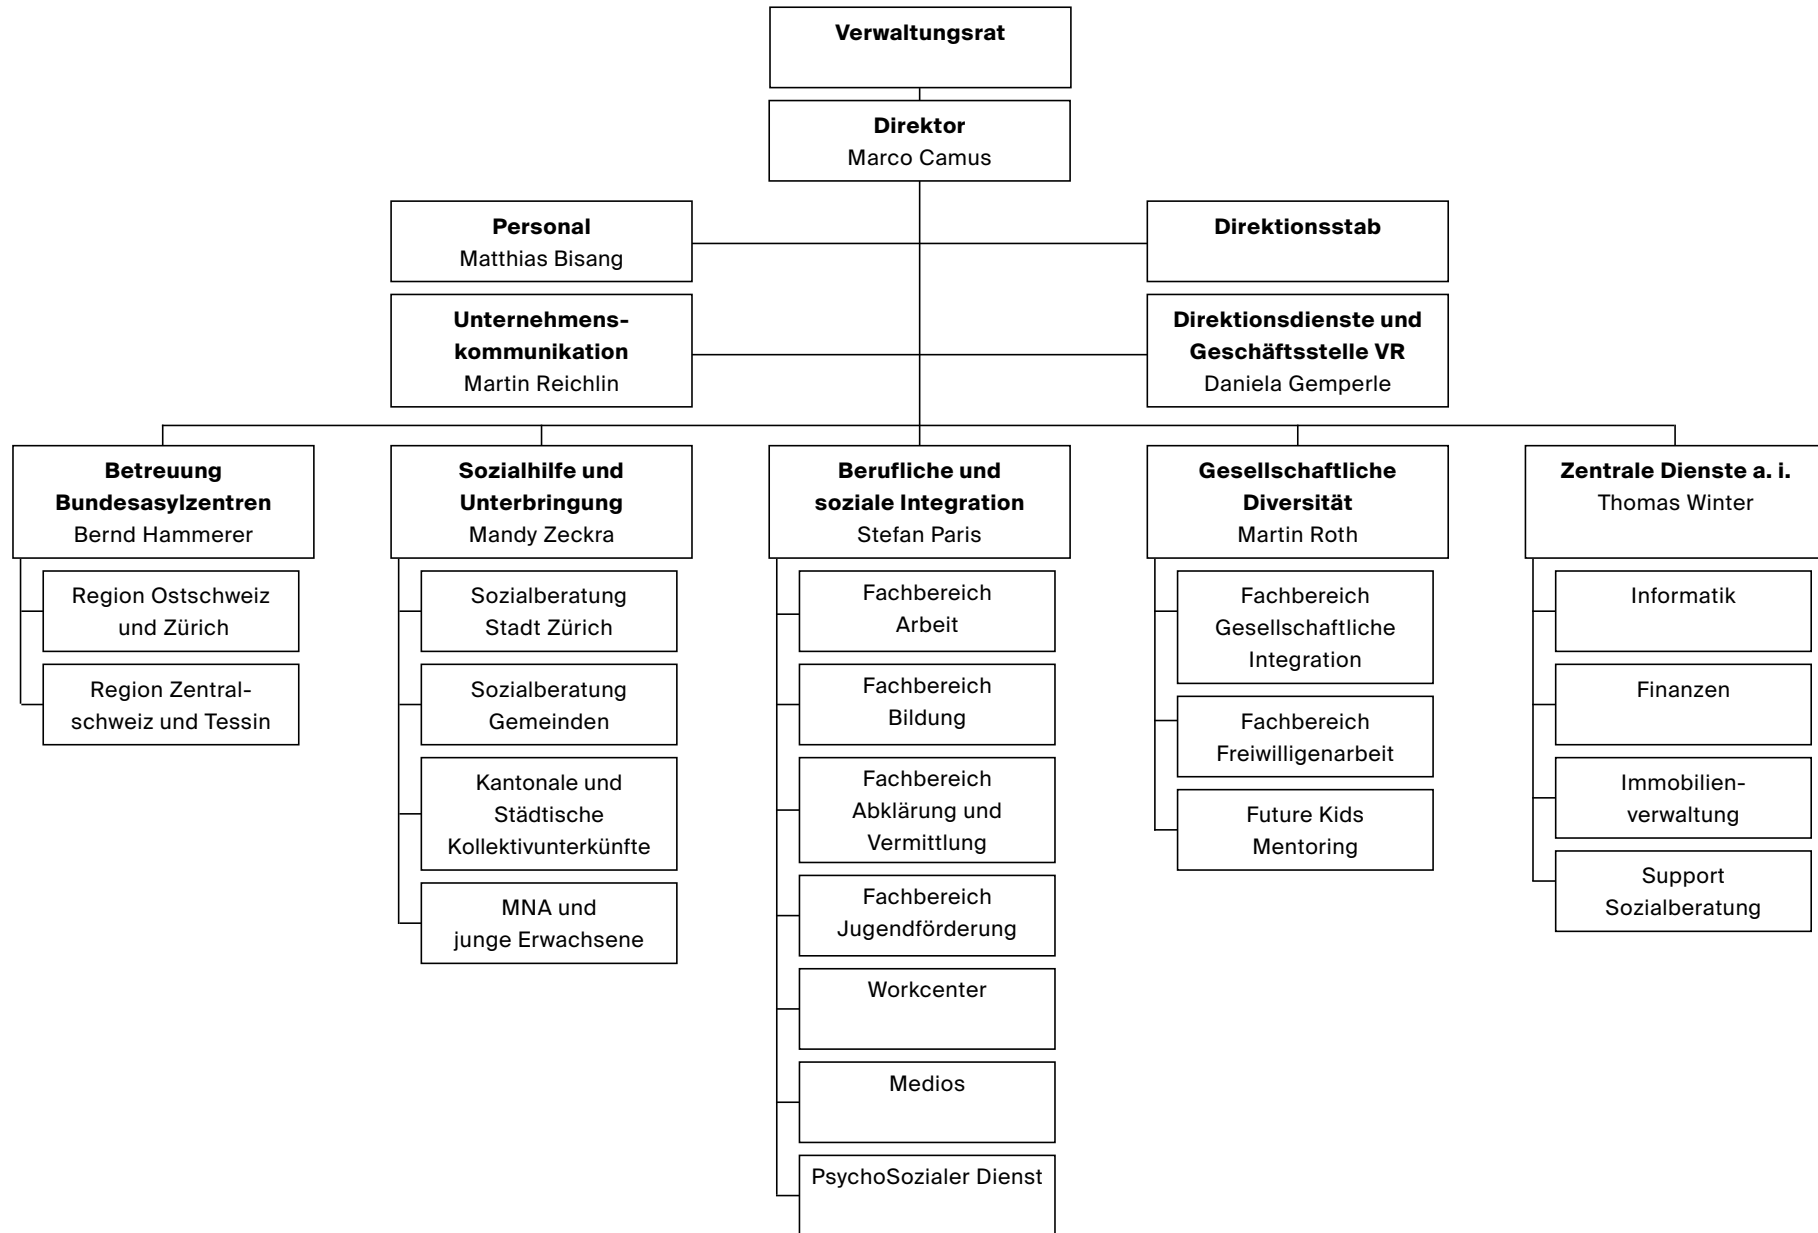 Verwaltungsrat
Direktor
Marco Camus
Personal
Matthias Bisang
Direktionsstab
Unternehmens-
kommunikation
Martin Reichlin
Direktionsdienste und
Geschäftsstelle VR
Daniela Gemperle
Betreuung
Bundesasylzentren
Bernd Hammerer
Region Ostschweiz
und Zürich
Region Zentral-
schweiz und Tessin
Sozialhilfe und
Unterbringung
Mandy Zeckra
Sozialberatung
Stadt Zürich
Sozialberatung
Gemeinden
Kantonale und
Städtische
Kollektivunterkünfte
MNA und
junge Erwachsene
Berufliche und
soziale Integration
Stefan Paris
Fachbereich
Arbeit
Fachbereich
Bildung
Fachbereich
Abklärung und
Vermittlung
Fachbereich
Jugendförderung
Workcenter
Medios
PsychoSozialer Dienst
Gesellschaftliche
Diversität
Martin Roth
Fachbereich
Gesellschaftliche
Integration
Fachbereich
Freiwilligenarbeit
Future Kids
Mentoring
Zentrale Dienste a. i.
Thomas Winter
Informatik
Finanzen
Immobilien-
verwaltung
Support
Sozialberatung